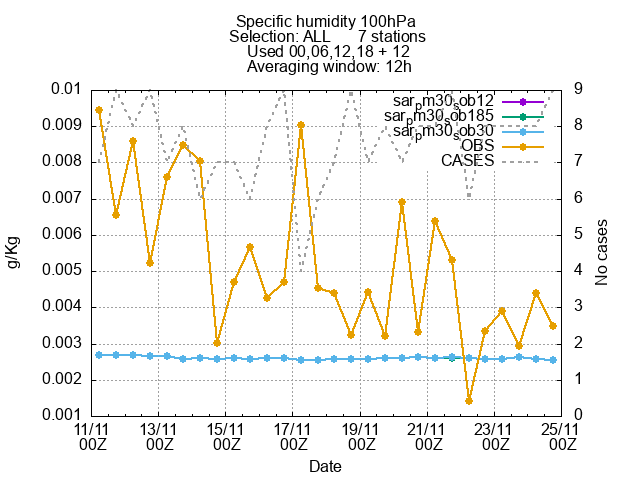 Specific humidity 100hPa
Selection: ALL 7 stations
Used 00,06,12,18 + 12
Averaging window: 12h
0.01 9
sar_pm30_sob12
sar_pm30_sob185
0.009 8
sar_pm30_sob30
OBS
0.008 7
CASES
0.007 6
0.006 5
g/Kg
No cases
0.005 4
0.004 3
0.003 2
0.002 1
0.001 0
11/11 13/11 15/11 17/11 19/11 21/11 23/11 25/11
00Z 00Z 00Z 00Z 00Z 00Z 00Z 00Z
Date